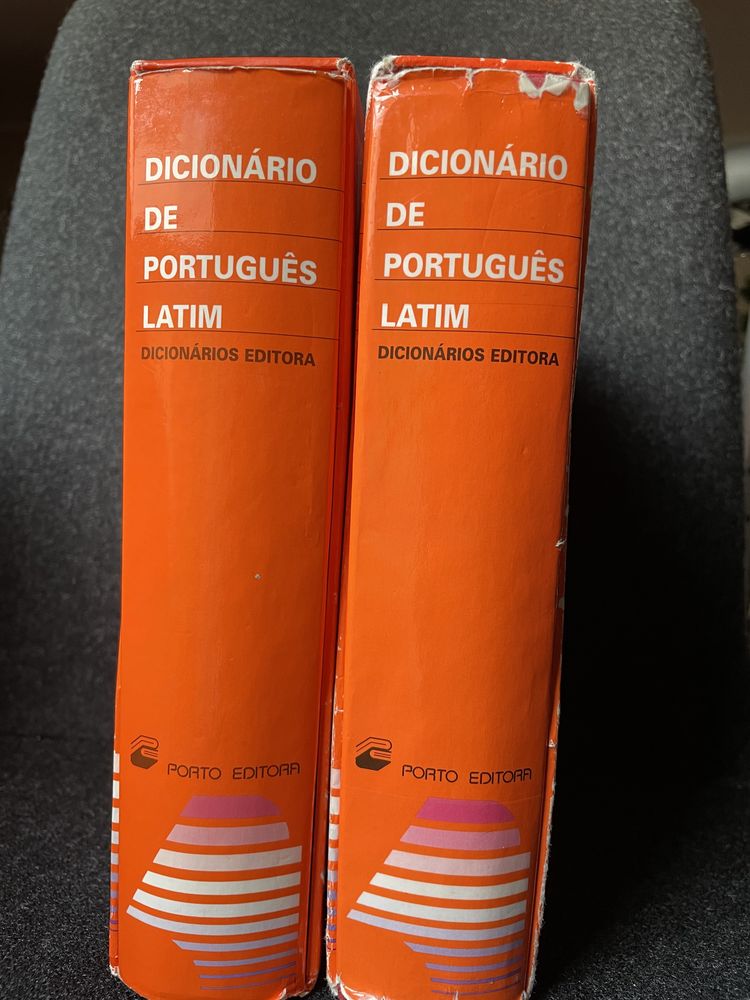 DICIONÁRIO
DE
PORTUGUÊS
LATIM
DICIONÁRIOS EDITORA
PORTO EDITORA
DICIONÁRIO
DE
PORTUGUÊS
LATIM
DICIONÁRIOS EDITORA
PORTO EDITORA